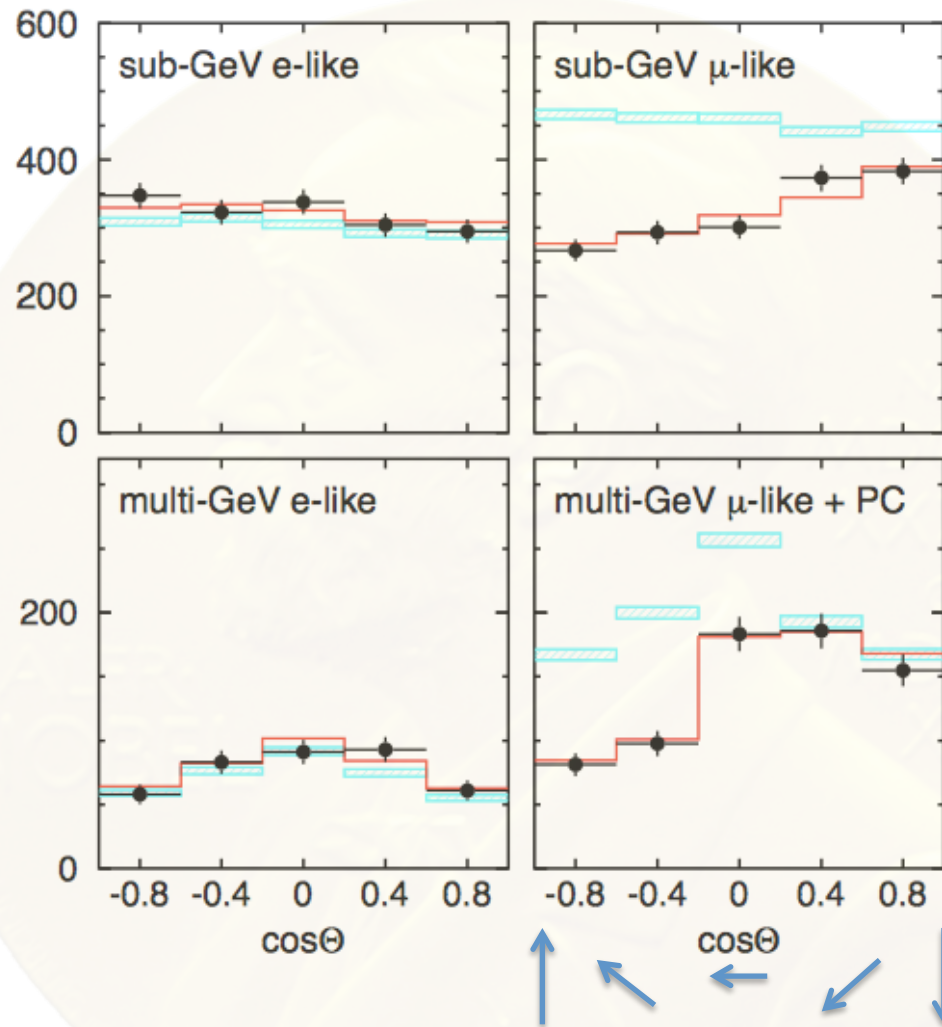 600
sub-GeV e-like
sub-GeV μ-like
400
200
0
multi-GeV e-like
multi-GeV μ-like + PC
200
0
-0.8 -0.4 0 0.4 0.8
-0.8 -0.4 0 0.4 0.8
cosΘ
cosΘ